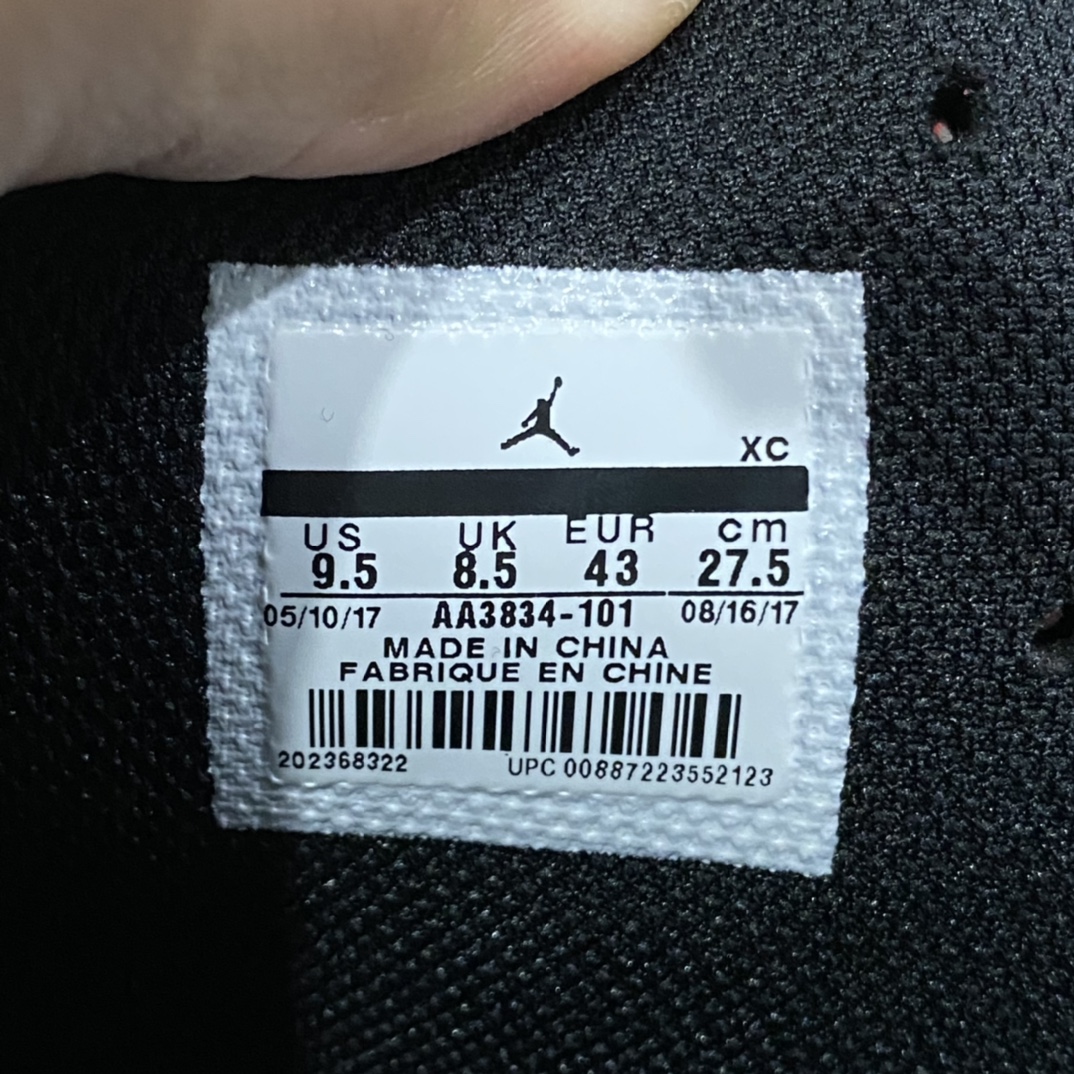 XC
US UK EUR cm
9.5 8.5 43 27.5
05/10/17 AA3834-101 08/16/17
MADE IN CHINA
FABRIQUE EN CHINE
202368322 UPC 00887223552123